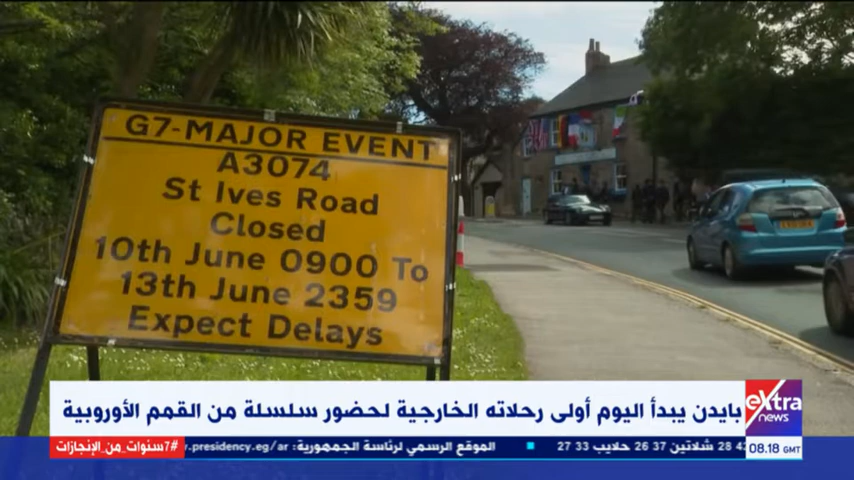 G7-MAJOR EVENT
A3074
St Ives Road
Closed
10th June 0900 To
13th June 2359
Expect Delays
بايدن يبدأ اليوم أولى رحلاته الخارجية لحضور سلسلة من القمم الأوروبية
eXtra
news
08.18 GMT
28 43 شلاتين 26 37 حلايب 27 33 الموقع الرسمي لرئاسة الجمهورية: www.presidency.eg/ar
#7سنوات_من_الإنجازات